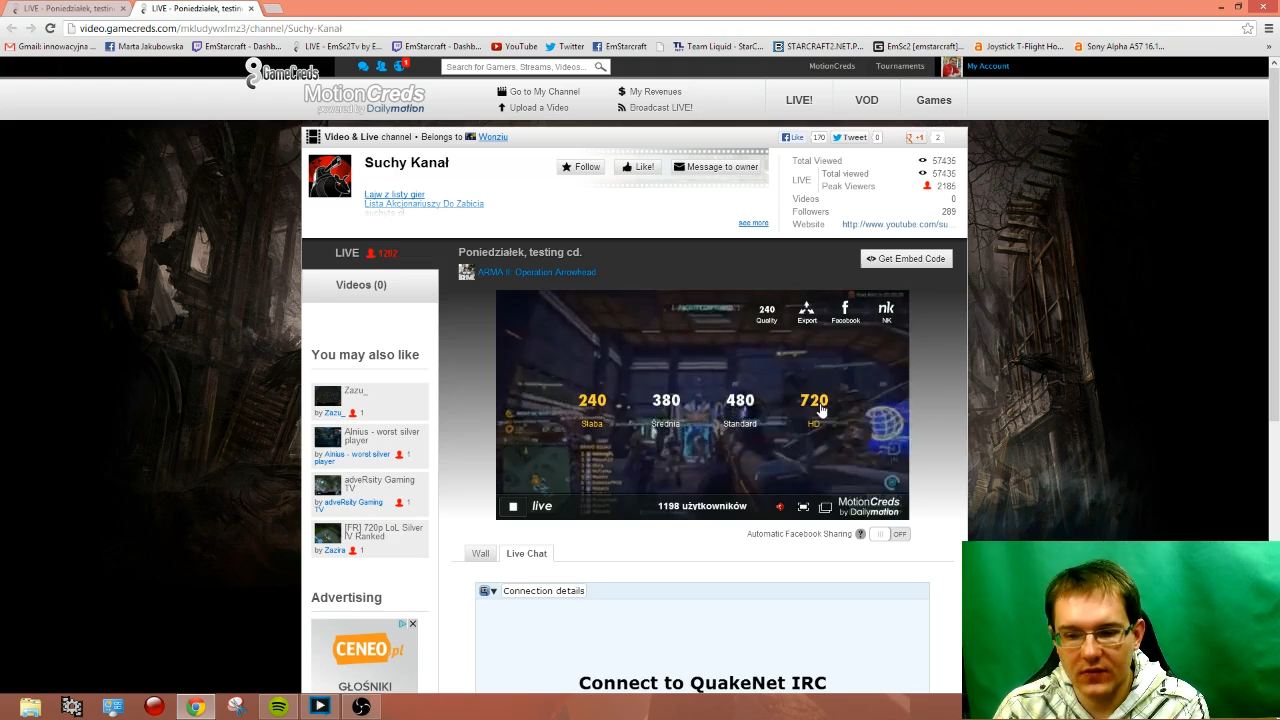 LIVE - Poniedziałek, testing
LIVE - Poniedziałek, testing
video.gamecreds.com/mkludywxlmz3/channel/Suchy-Kanał
Gmail: innowacyjna ...
Marta Jakubowska
EmStarcraft - Dashb...
LIVE - EmSc2Tv by E...
EmStarcraft - Dashb...
YouTube
Twitter
EmStarcraft
Team Liquid - StarC...
STARCRAFT2.NET.P...
EmSc2 [emstarcraft]...
Joystick T-Flight Ho...
Sony Alpha A57 16.1...
GameCreds
1
Search for Gamers, Streams, Videos...
MotionCreds
Tournaments
My Account
MotionCreds
powered by Dailymotion
Go to My Channel
My Revenues
Upload a Video
Broadcast LIVE!
LIVE!
VOD
Games
Video & Live channel • Belongs to Wonziu
Like 170
Tweet 0
+1 2
Suchy Kanał
Follow
Like!
Message to owner
Lajw z listy gier
Lista Akcjonariuszy Do Zabicia
suchute.pl
see more
Total Viewed 57435
LIVE
Total viewed 57435
Peak Viewers 2185
Videos 0
Followers 289
Website http://www.youtube.com/su...
LIVE 1202
Poniedziałek, testing cd.
ARMA II: Operation Arrowhead
Get Embed Code
Videos (0)
240
Quality
Export
Facebook
nk
NK
240
Słaba
380
Średnia
480
Standard
720
HD
live
1198 użytkowników
MotionCreds
by Dailymotion
You may also like
Zazu_
by Zazu_ 1
Alnius - worst silver
player
by Alnius - worst silver
player 1
adveRsity Gaming
TV
by adveRsity Gaming
TV 1
[FR] 720p LoL Silver
IV Ranked
by Zazira 1
Automatic Facebook Sharing ? OFF
Wall
Live Chat
Connection details
Connect to QuakeNet IRC
Advertising
CENEO.pl
GŁOŚNIKI